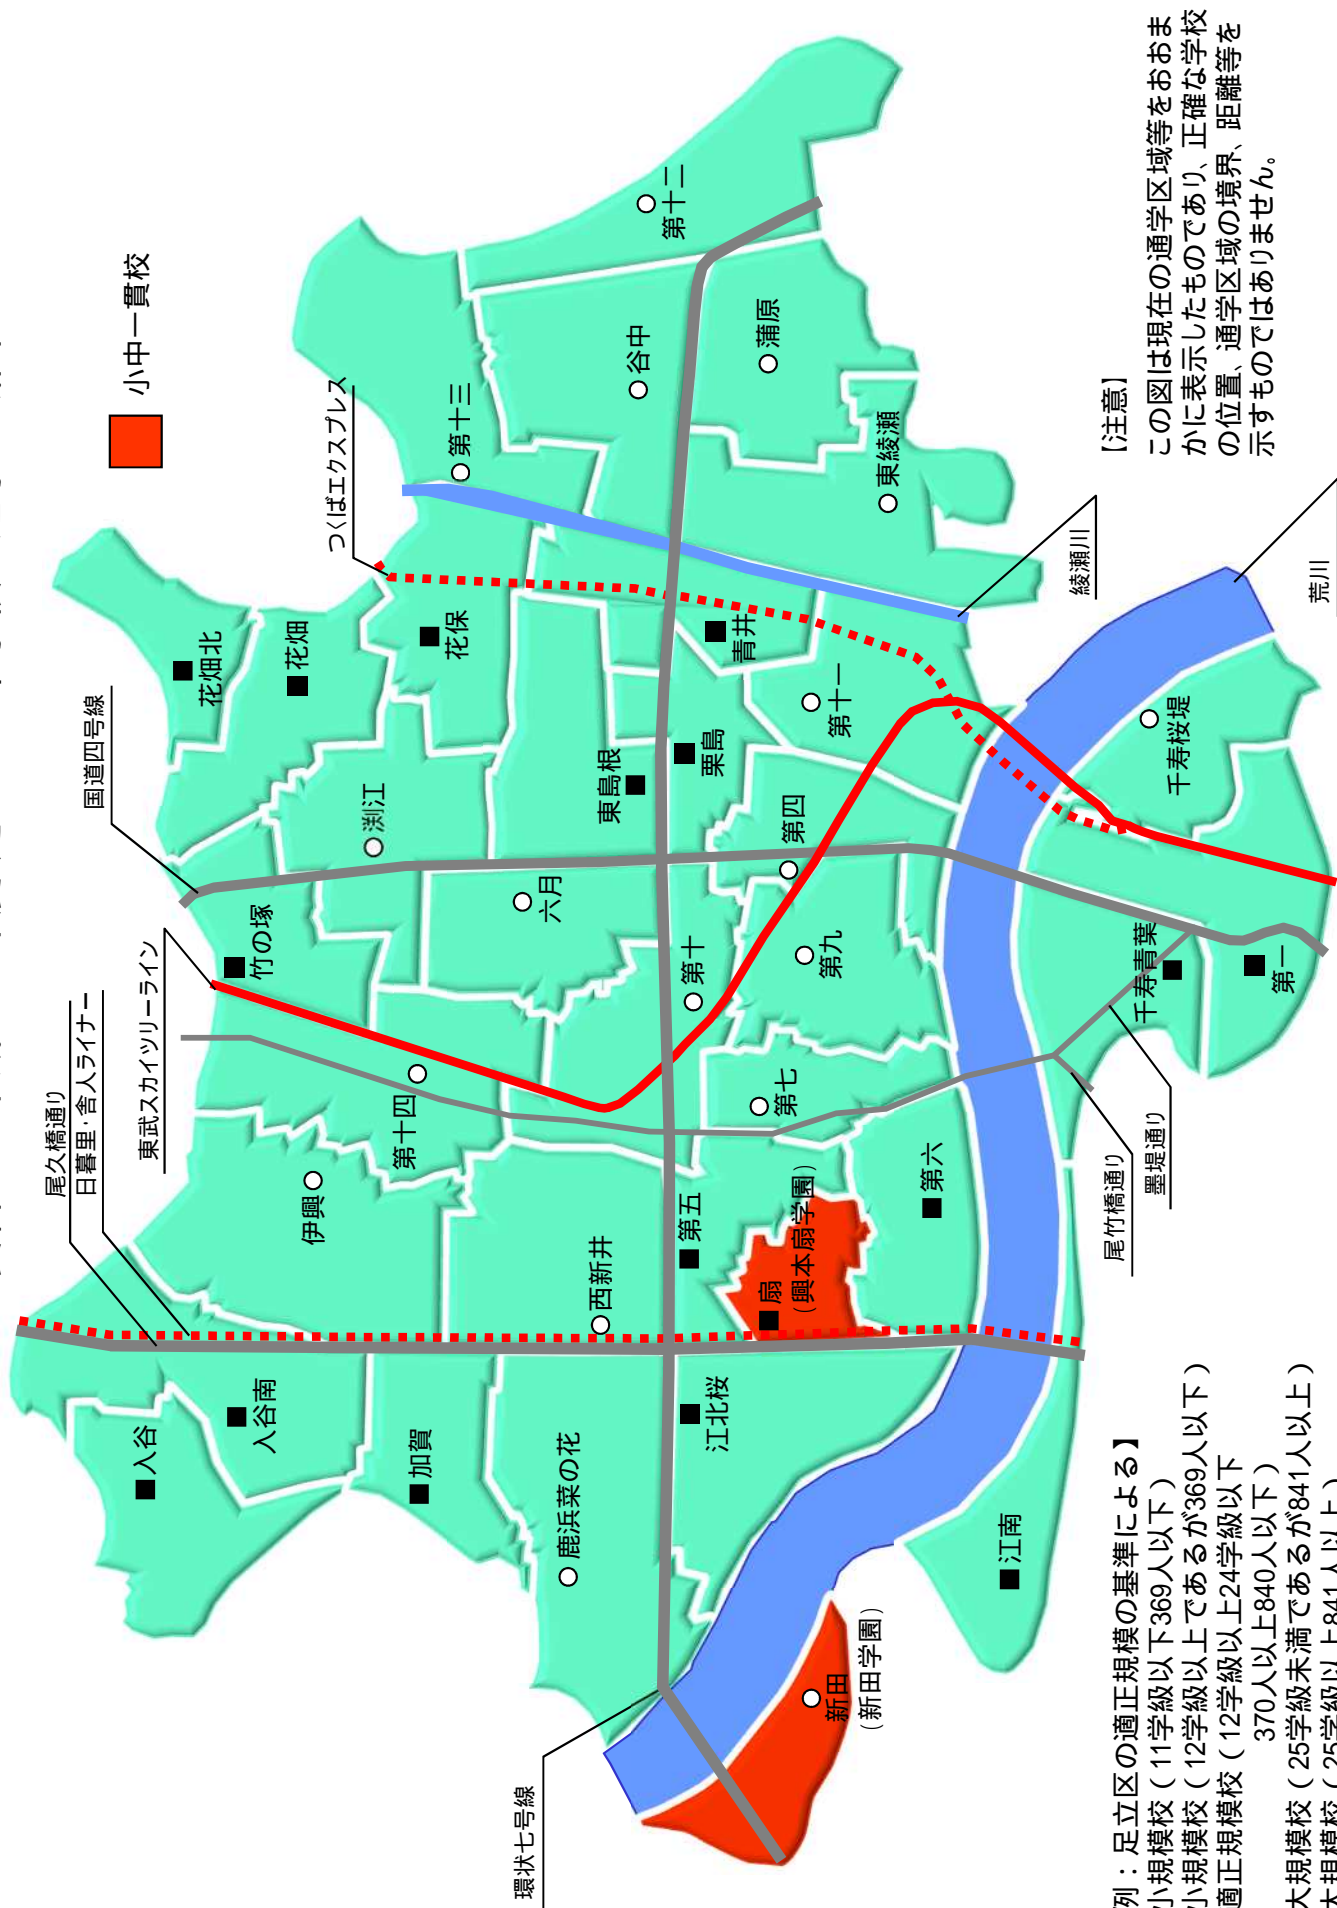 小中一貫校
国道四号線
尾久橋通り
日暮里・舎人ライナー
東武スカイツリーライン
つくばエクスプレス
花畑北
花畑
花保
第十三
第十二
谷中
蒲原
東綾瀬
竹の塚
渕江
東島根
栗島
青井
第十一
六月
第四
第十
第九
第十四
第七
伊興
西新井
第五
扇
(興本扇学園)
第六
入谷
入谷南
加賀
鹿浜菜の花
江北桜
江南
新田
(新田学園)
千寿桜堤
千寿青葉
第一
綾瀬川
荒川
尾竹橋通り
墨堤通り
環状七号線
【注意】
この図は現在の通学区域等をおおま
かに表示したものであり、正確な学校
の位置、通学区域の境界、距離等を
示すものではありません。
例:足立区の適正規模の基準による】
小規模校(11学級以下369人以下)
小規模校(12学級以上であるが369人以下)
適正規模校(12学級以上24学級以下
370人以上840人以下)
大規模校(25学級未満であるが841人以上)
大規模校(25学級以上841人以上)